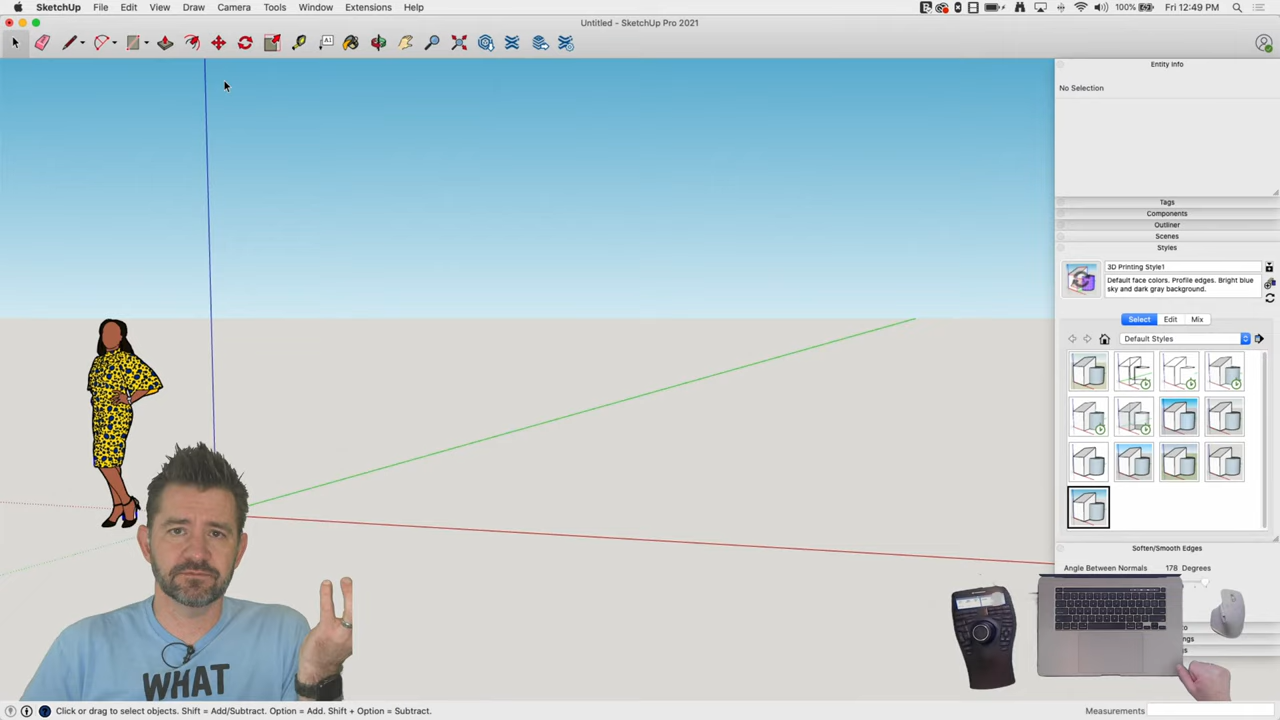 SketchUp File Edit View Draw Camera Tools Window Extensions Help
100% Fri 12:49 PM
Untitled - SketchUp Pro 2021
Entity Info
No Selection
Tags
Components
Outliner
Scenes
Styles
3D Printing Style1
Default face colors. Profile edges. Bright blue
sky and dark gray background.
Select Edit Mix
Default Styles
Soften/Smooth Edges
Angle Between Normals 178 Degrees
WHAT
Click or drag to select objects. Shift = Add/Subtract. Option = Add. Shift + Option = Subtract.
Measurements